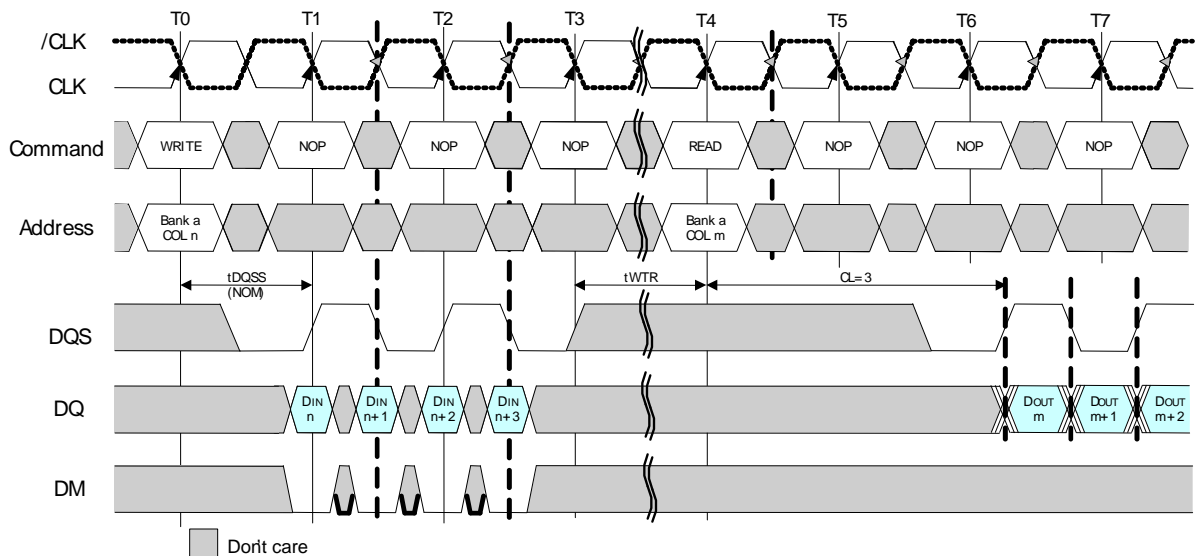 T0 T1 T2 T3 T4 T5 T6 T7
/CLK
CLK
Command WRITE NOP NOP NOP READ NOP NOP NOP
Address Bank a COL n Bank a COL m
tDQSS
(NOM)
tWTR
CL= 3
DQS
DQ DIN n DIN n+1 DIN n+2 DIN n+3 DOUT m DOUT m+1 DOUT m+2
DM
Don't care